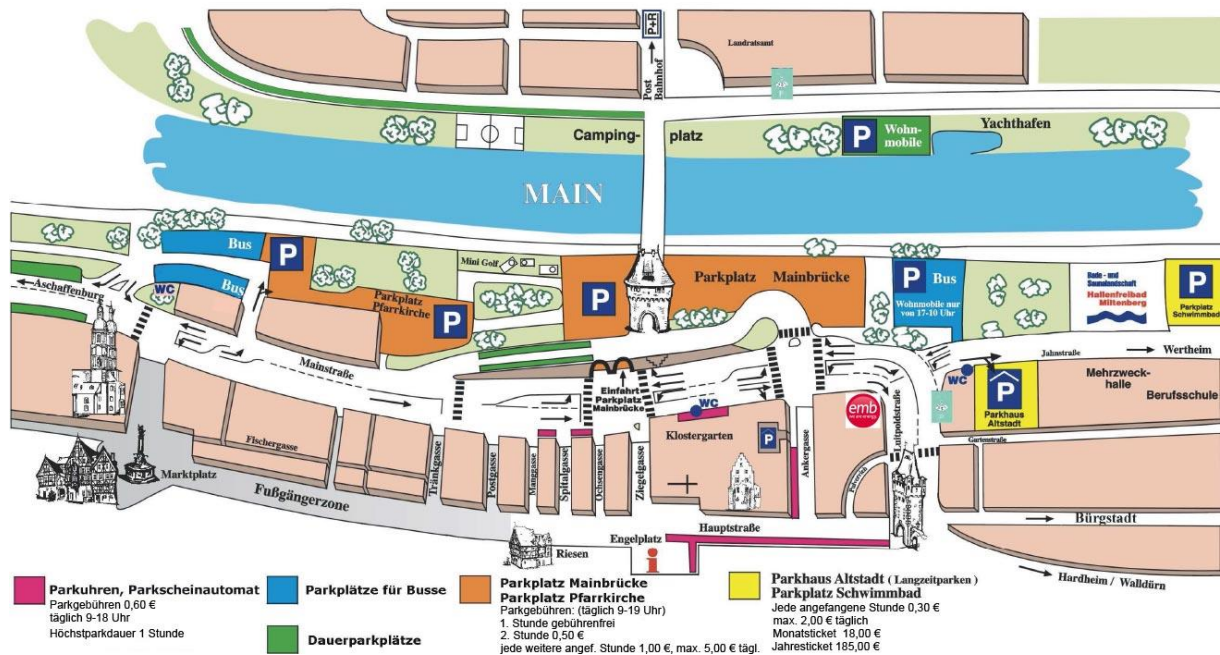 P+R
Landratsamt
Post
Bahnhof
P
Camping-
platz
P
Wohn-
mobile
Yachthafen
MAIN
Bus
P
Bus
Mini Golf
Parkplatz
Pfarrkirche
P
P
Parkplatz Mainbrücke
P
Bus
Wohnmobile nur
von 17-10 Uhr
Bade- und
Saunalandschaft
Hallenfreibad
Miltenberg
P
Parkplatz
Schwimmbad
Aschaffenburg
WC
Mainstraße
Einfahrt
Parkplatz
Mainbrücke
WC
Klostergarten
P
emb
Luitpoldstraße
WC
P
Jahnstraße
Wertheim
P
Parkhaus
Altstadt
Mehrzweck-
halle
Berufsschule
Gartenstraße
Marktplatz
Fischergasse
Fußgängerzone
Tränkgasse
Postgasse
Manggasse
Spitalgasse
Ochsengasse
Ziegelgasse
Ankergasse
Hauptstraße
Engelplatz
Riesen
i
Bürgstadt
Hardheim / Walldürn
Parkuhren, Parkscheinautomat
Parkgebühren 0,60 €
täglich 9-18 Uhr
Höchstparkdauer 1 Stunde
Parkplätze für Busse
Dauerparkplätze
Parkplatz Mainbrücke
Parkplatz Pfarrkirche
Parkgebühren: (täglich 9-19 Uhr)
1. Stunde gebührenfrei
2. Stunde 0,50 €
jede weitere angef. Stunde 1,00 €, max. 5,00 € tägl.
Parkhaus Altstadt ( Langzeitparken )
Parkplatz Schwimmbad
Jede angefangene Stunde 0,30 €
max. 2,00 € täglich
Monatsticket 18,00 €
Jahresticket 185,00 €